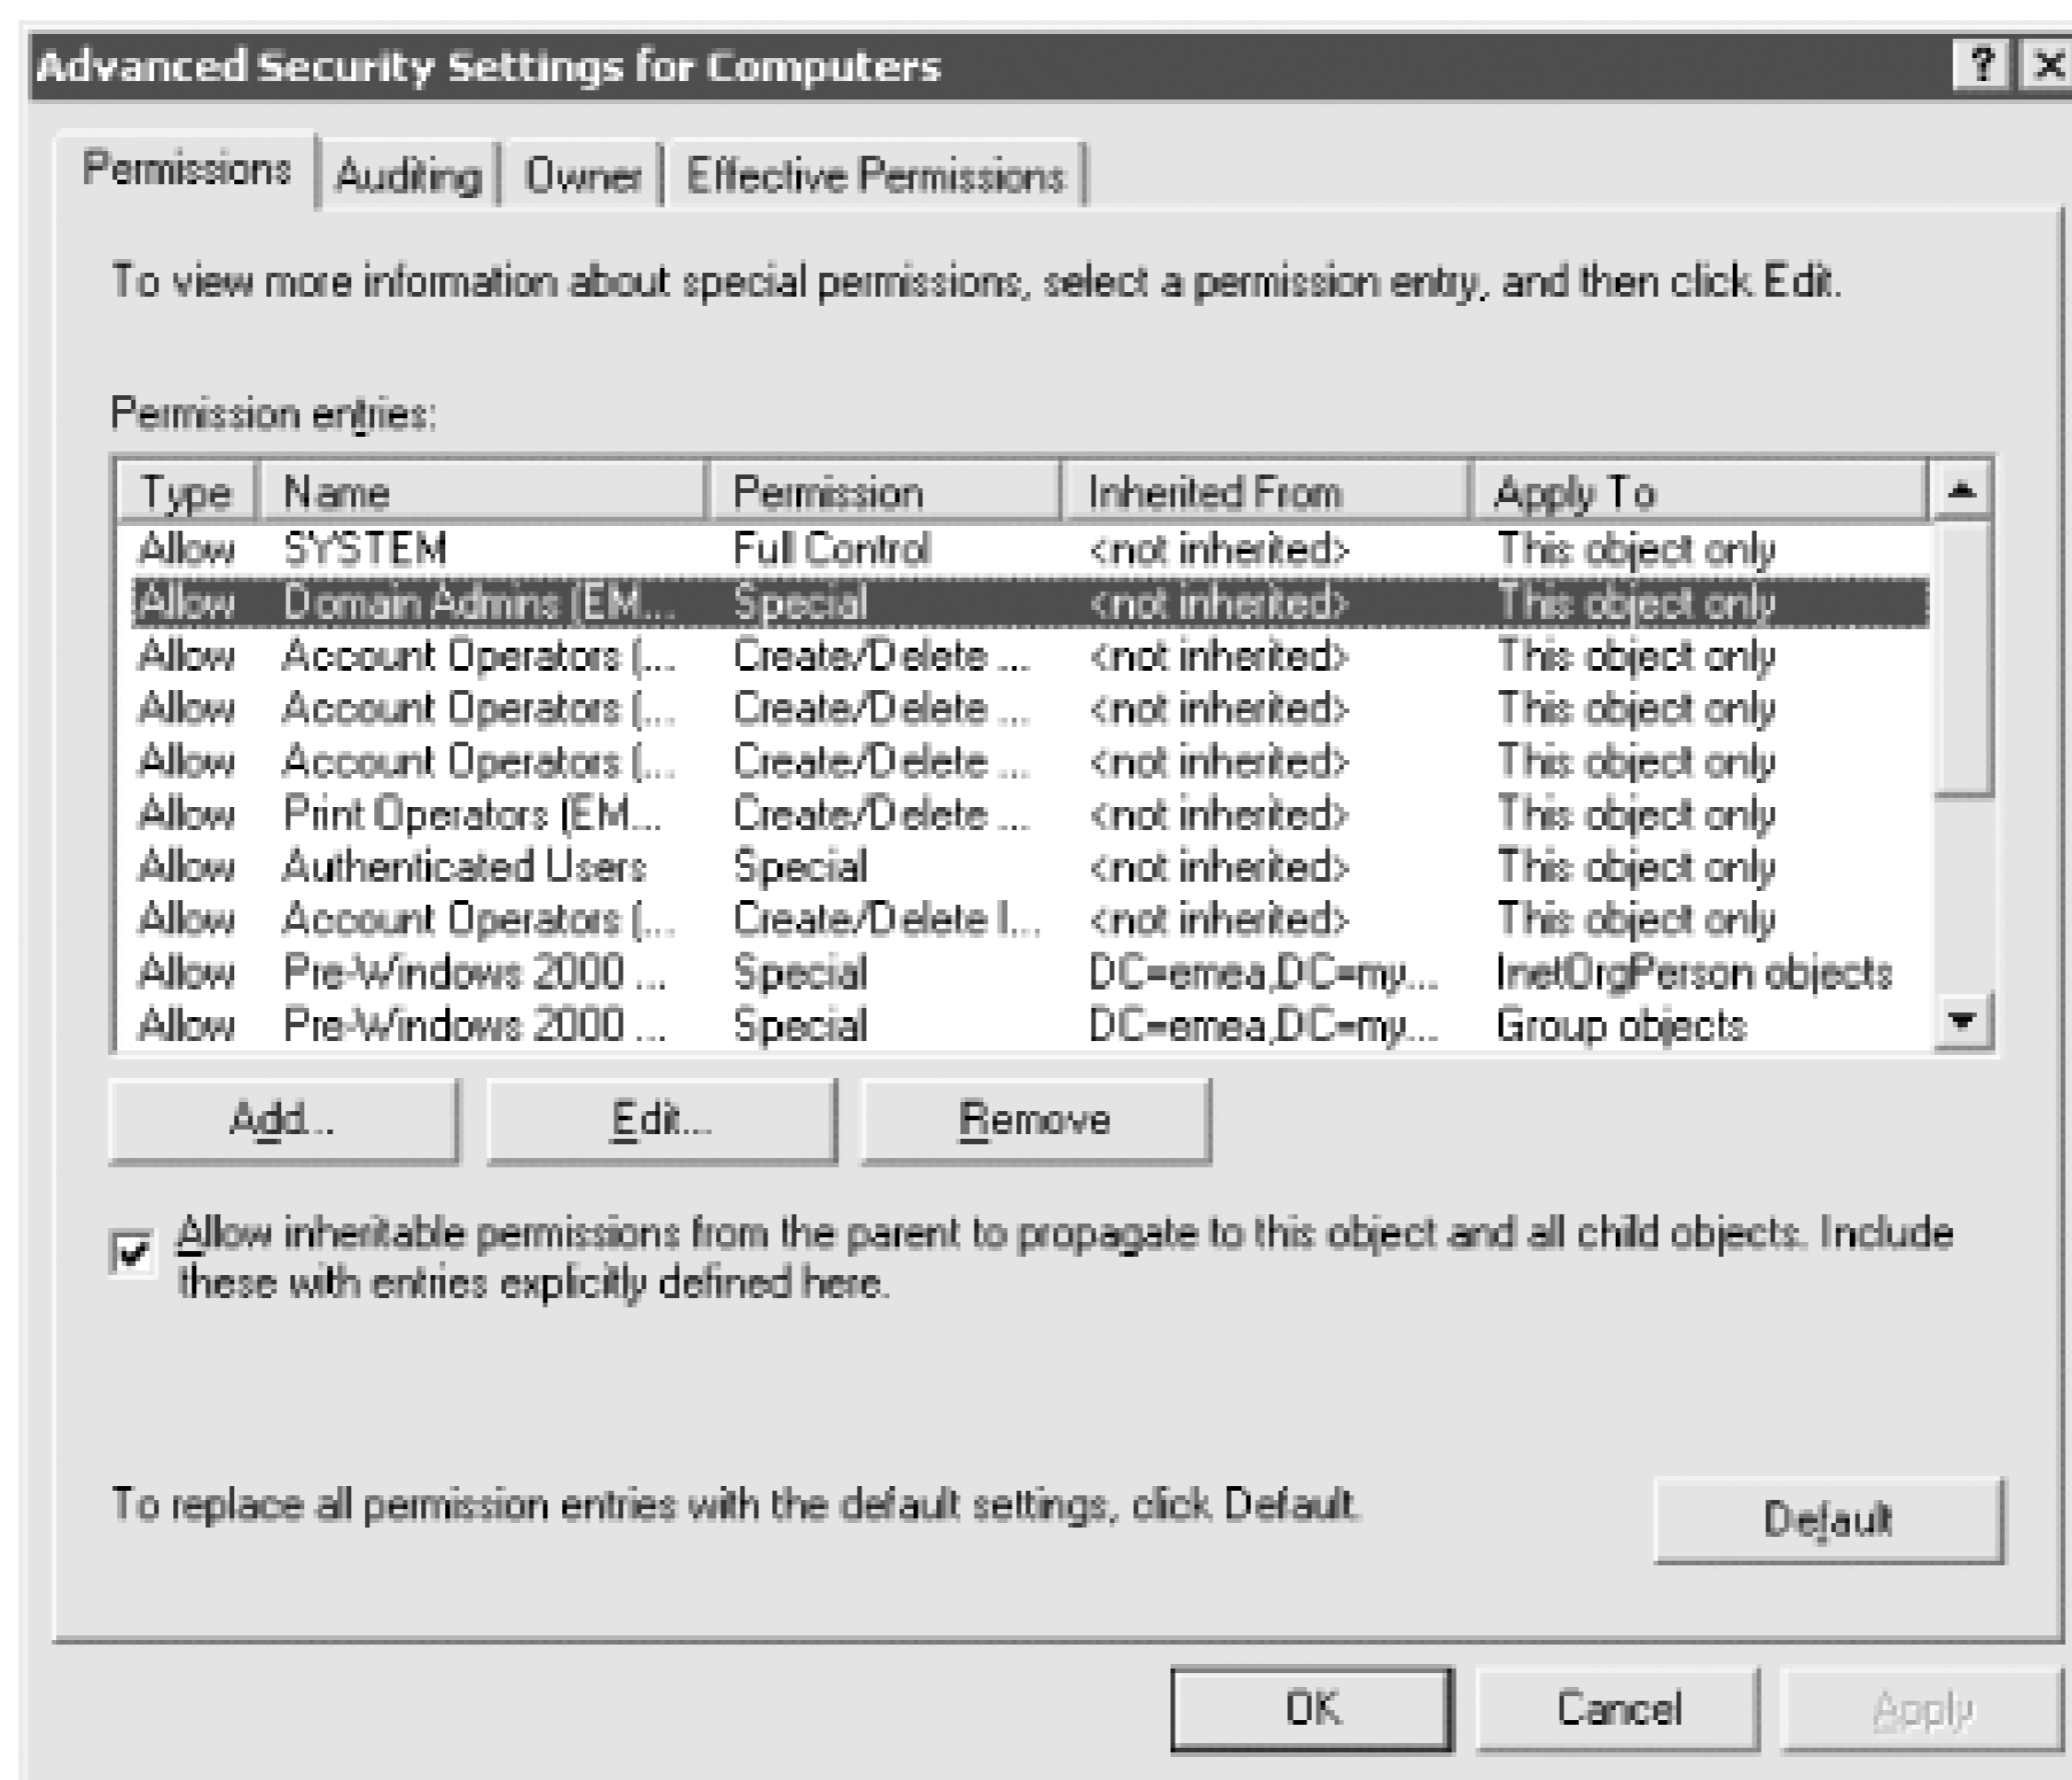 Advanced Security Settings for Computers
Permissions Auditing Owner Effective Permissions
To view more information about special permissions, select a permission entry, and then click Edit.
Permission entries:
Type Name Permission Inherited From Apply To
Allow SYSTEM Full Control <not inherited> This object only
Allow Domain Admins (EM... Special <not inherited> This object only
Allow Account Operators (... Create/Delete ... <not inherited> This object only
Allow Account Operators (... Create/Delete ... <not inherited> This object only
Allow Account Operators (... Create/Delete ... <not inherited> This object only
Allow Print Operators (EM... Create/Delete ... <not inherited> This object only
Allow Authenticated Users Special <not inherited> This object only
Allow Account Operators (... Create/Delete I... <not inherited> This object only
Allow Pre-Windows 2000 ... Special DC=emea,DC=my... InetOrgPerson objects
Allow Pre-Windows 2000 ... Special DC=emea,DC=my... Group objects
Add... Edit... Remove
Allow inheritable permissions from the parent to propagate to this object and all child objects. Include
these with entries explicitly defined here.
To replace all permission entries with the default settings, click Default.
Default
OK Cancel Apply